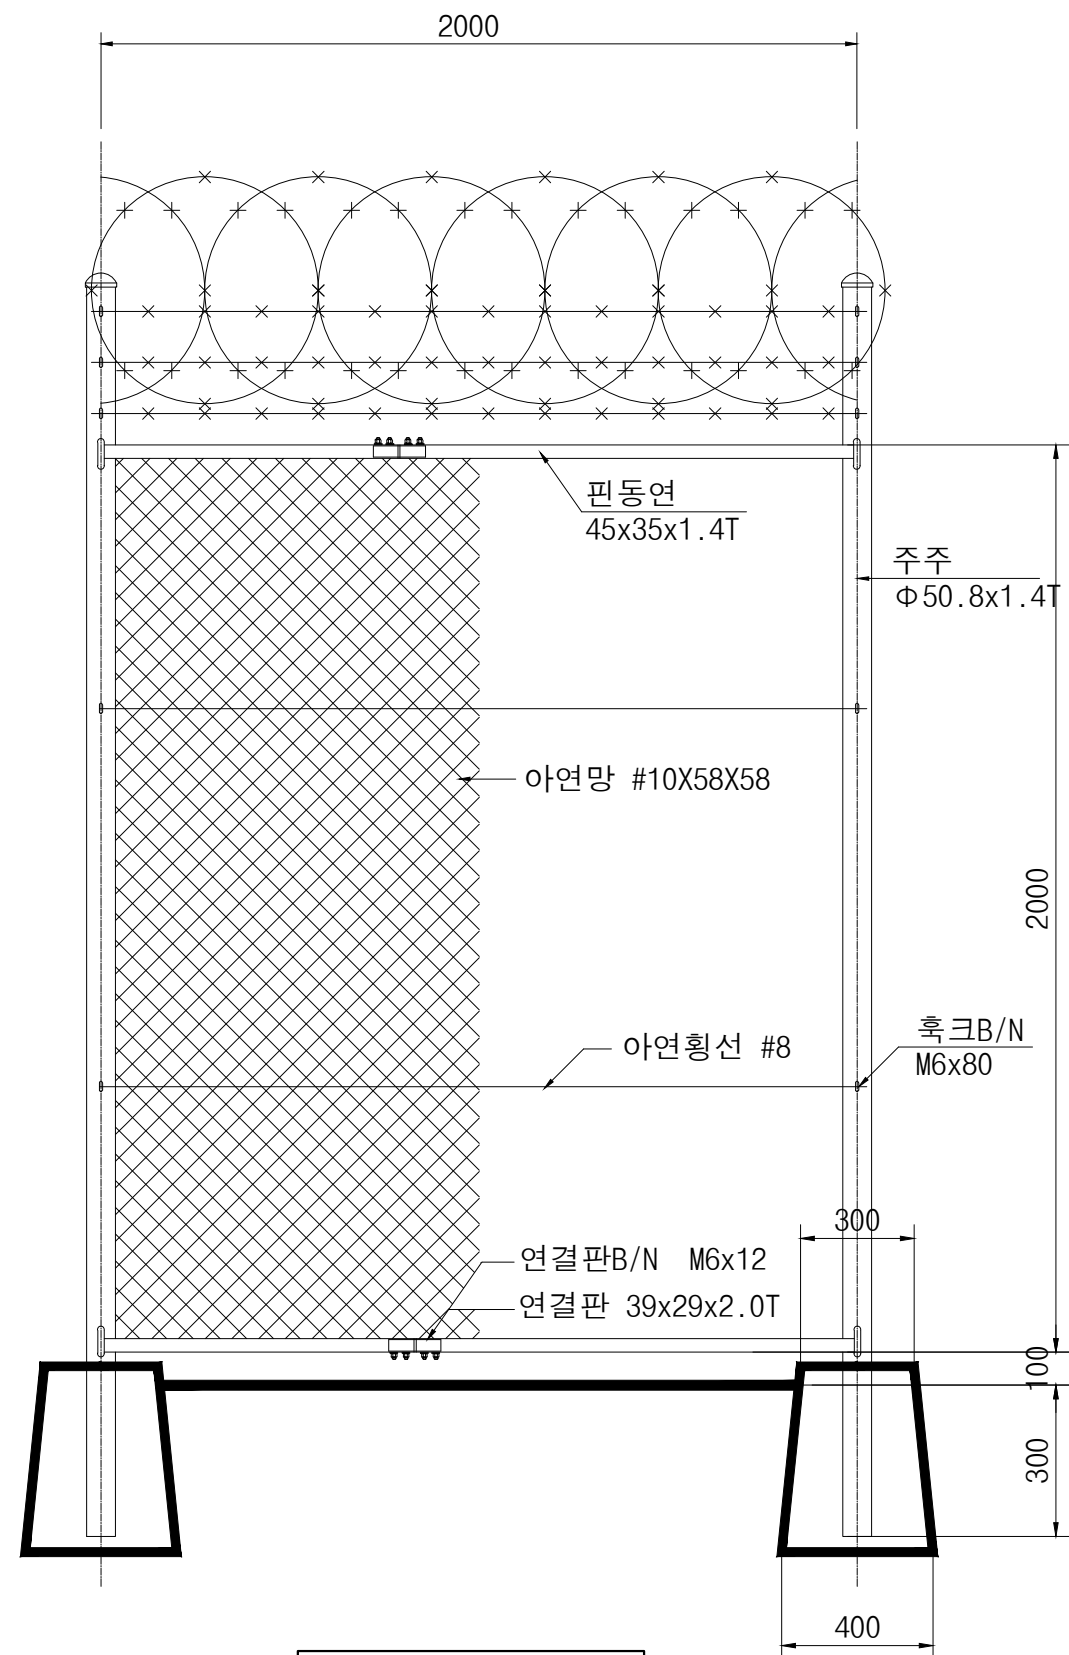 2000
핀동연
45x35x1.4T
주주
Φ50.8x1.4T
아연망 #10X58X58
2000
아연횡선 #8
훅크B/N
M6x80
300
연결판B/N M6x12
연결판 39x29x2.0T
100
300
400